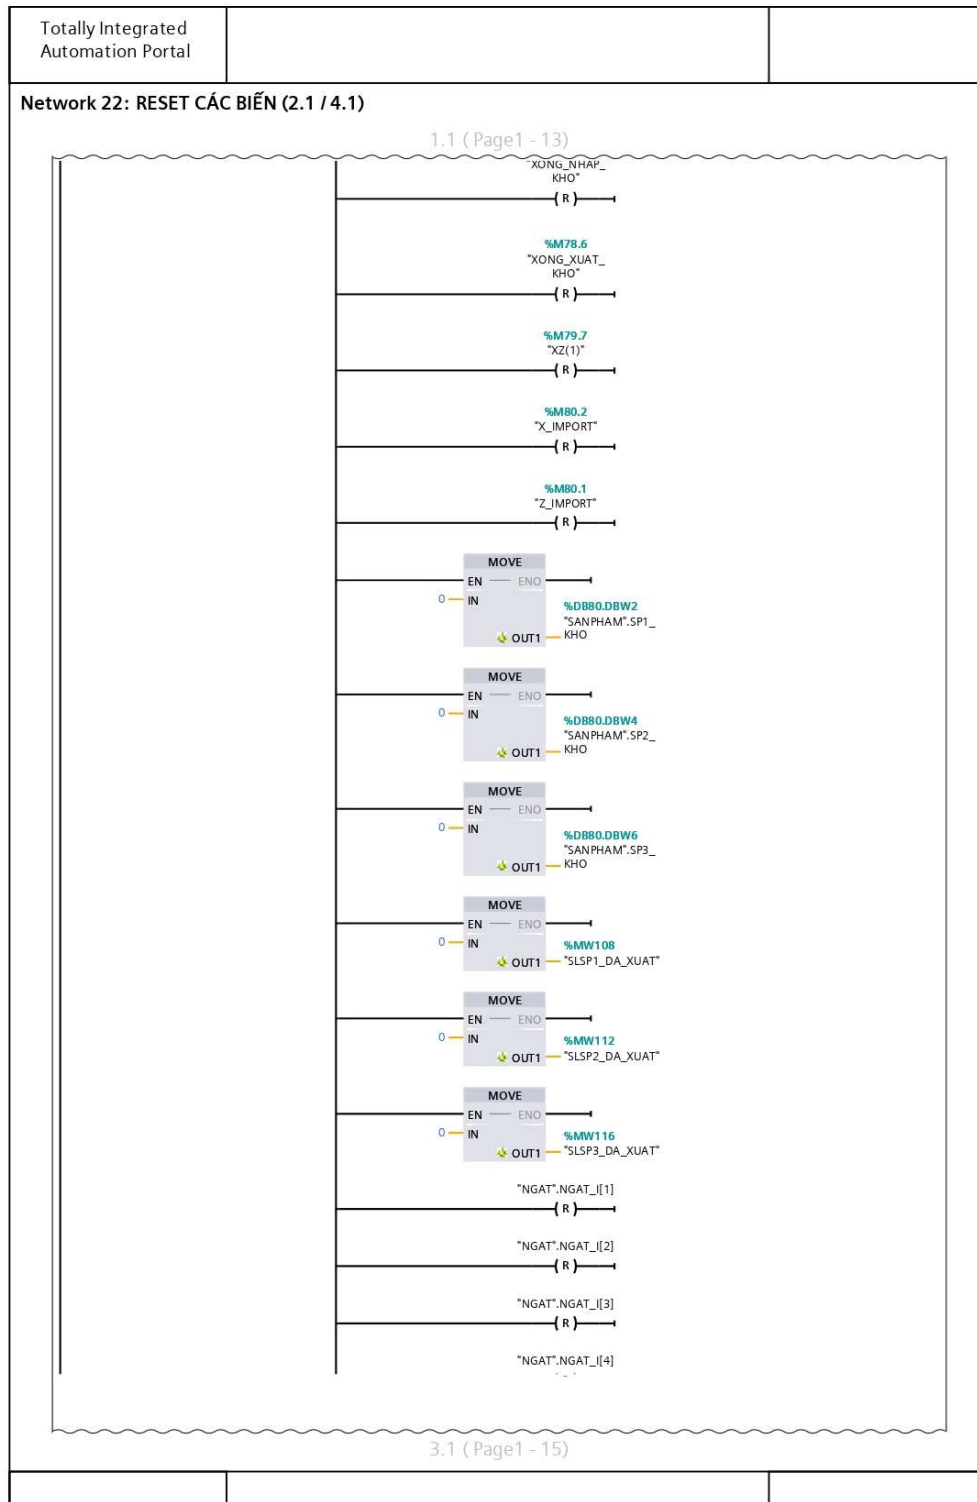 Totally Integrated
Automation Portal
Network 22: RESET CÁC BIẾN (2.1 / 4.1)
1.1 ( Page1 - 13)
"XONG_NHAP_
KHO"
( R )
%M78.6
"XONG_XUAT_
KHO"
( R )
%M79.7
"XZ(1)"
( R )
%M80.2
"X_IMPORT"
( R )
%M80.1
"Z_IMPORT"
( R )
MOVE
EN ENO
0 IN
%DB80.DBW2
"SANPHAM".SP1_
OUT1 KHO
MOVE
EN ENO
0 IN
%DB80.DBW4
"SANPHAM".SP2_
OUT1 KHO
MOVE
EN ENO
0 IN
%DB80.DBW6
"SANPHAM".SP3_
OUT1 KHO
MOVE
EN ENO
0 IN
%MW108
OUT1 "SLSP1_DA_XUAT"
MOVE
EN ENO
0 IN
%MW112
OUT1 "SLSP2_DA_XUAT"
MOVE
EN ENO
0 IN
%MW116
OUT1 "SLSP3_DA_XUAT"
"NGAT".NGAT_I[1]
( R )
"NGAT".NGAT_I[2]
( R )
"NGAT".NGAT_I[3]
( R )
"NGAT".NGAT_I[4]
3.1 ( Page1 - 15)